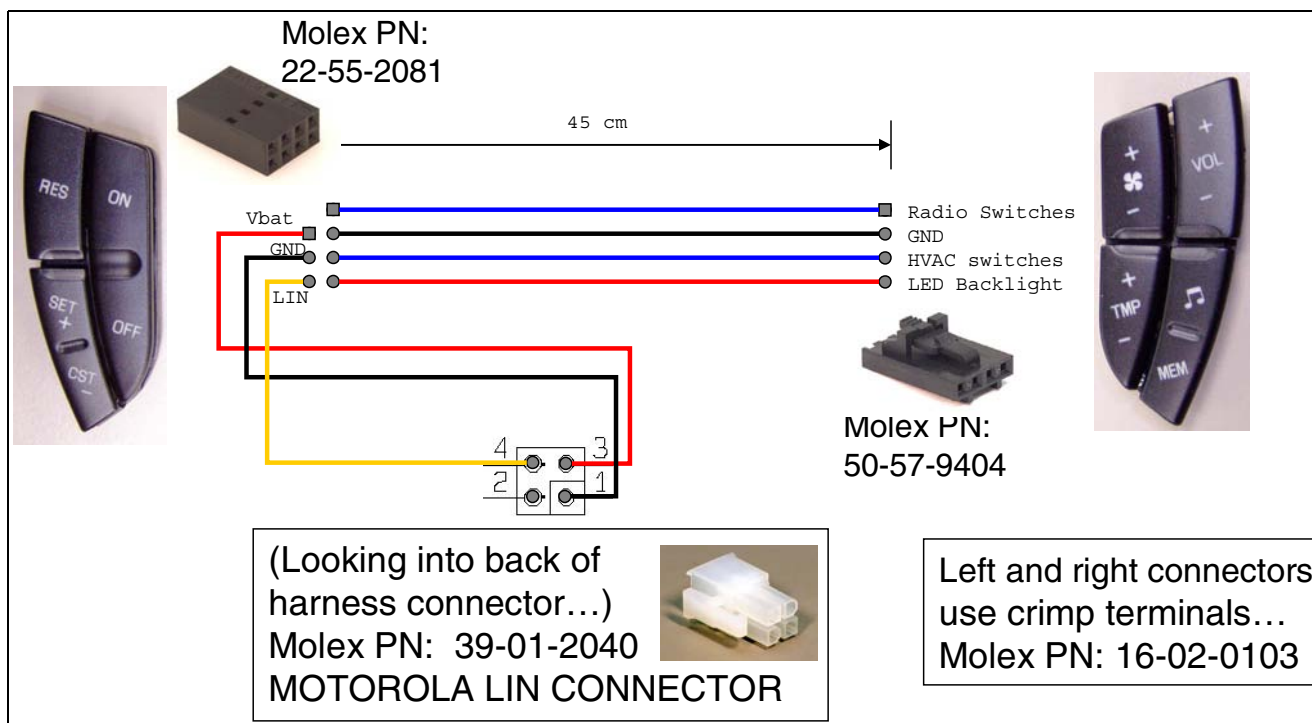 Molex PN:
22-55-2081
45 cm
RES
ON
SET
+
OFF
CST
-
Vbat
GND
LIN
Radio Switches
GND
HVAC switches
LED Backlight
+
-
+
VOL
-
+
TMP
-
MEM
Molex PN:
50-57-9404
4
3
2
1
(Looking into back of
harness connector...)
Molex PN: 39-01-2040
MOTOROLA LIN CONNECTOR
Left and right connectors
use crimp terminals...
Molex PN: 16-02-0103